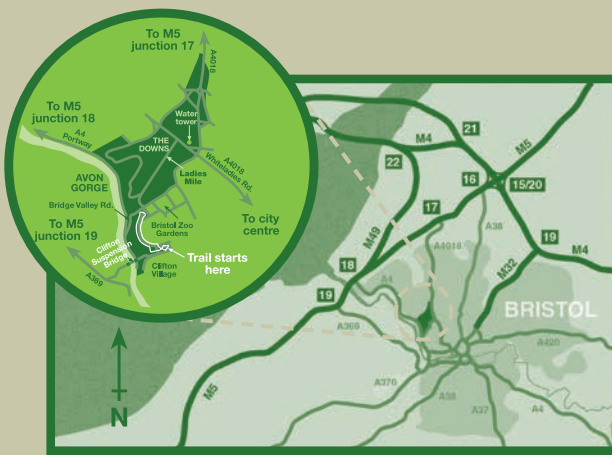 To M5
junction 17
A4018
To M5
junction 18
A4
Portway
Water
tower
THE
DOWNS
A4018
Whiteladies Rd.
Ladies
Mile
AVON
GORGE
Bridge Valley Rd.
To city
centre
Bristol Zoo
Gardens
To M5
junction 19
Clifton
Suspension
Bridge
Trail starts
here
A369
Clifton
Village
N
21
M4
M5
22
16
15/20
17
A38
M49
A4018
19
M4
18
A4
M32
19
BRISTOL
A369
A420
M5
A370
A38
A37
A4